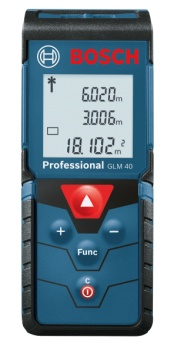 BOSCH
6.020m
3.006m
18.102m²
Professional GLM 40
+ −
Func
C